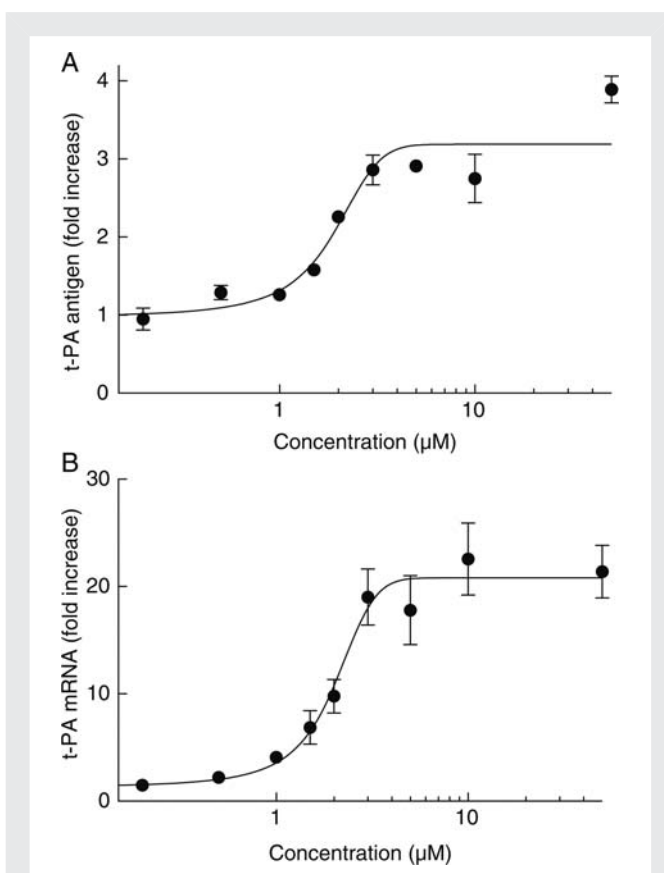 A
4
3
2
1
0
t-PA antigen (fold increase)
1
10
Concentration (µM)
B
30
20
10
0
t-PA mRNA (fold increase)
1
10
Concentration (µM)